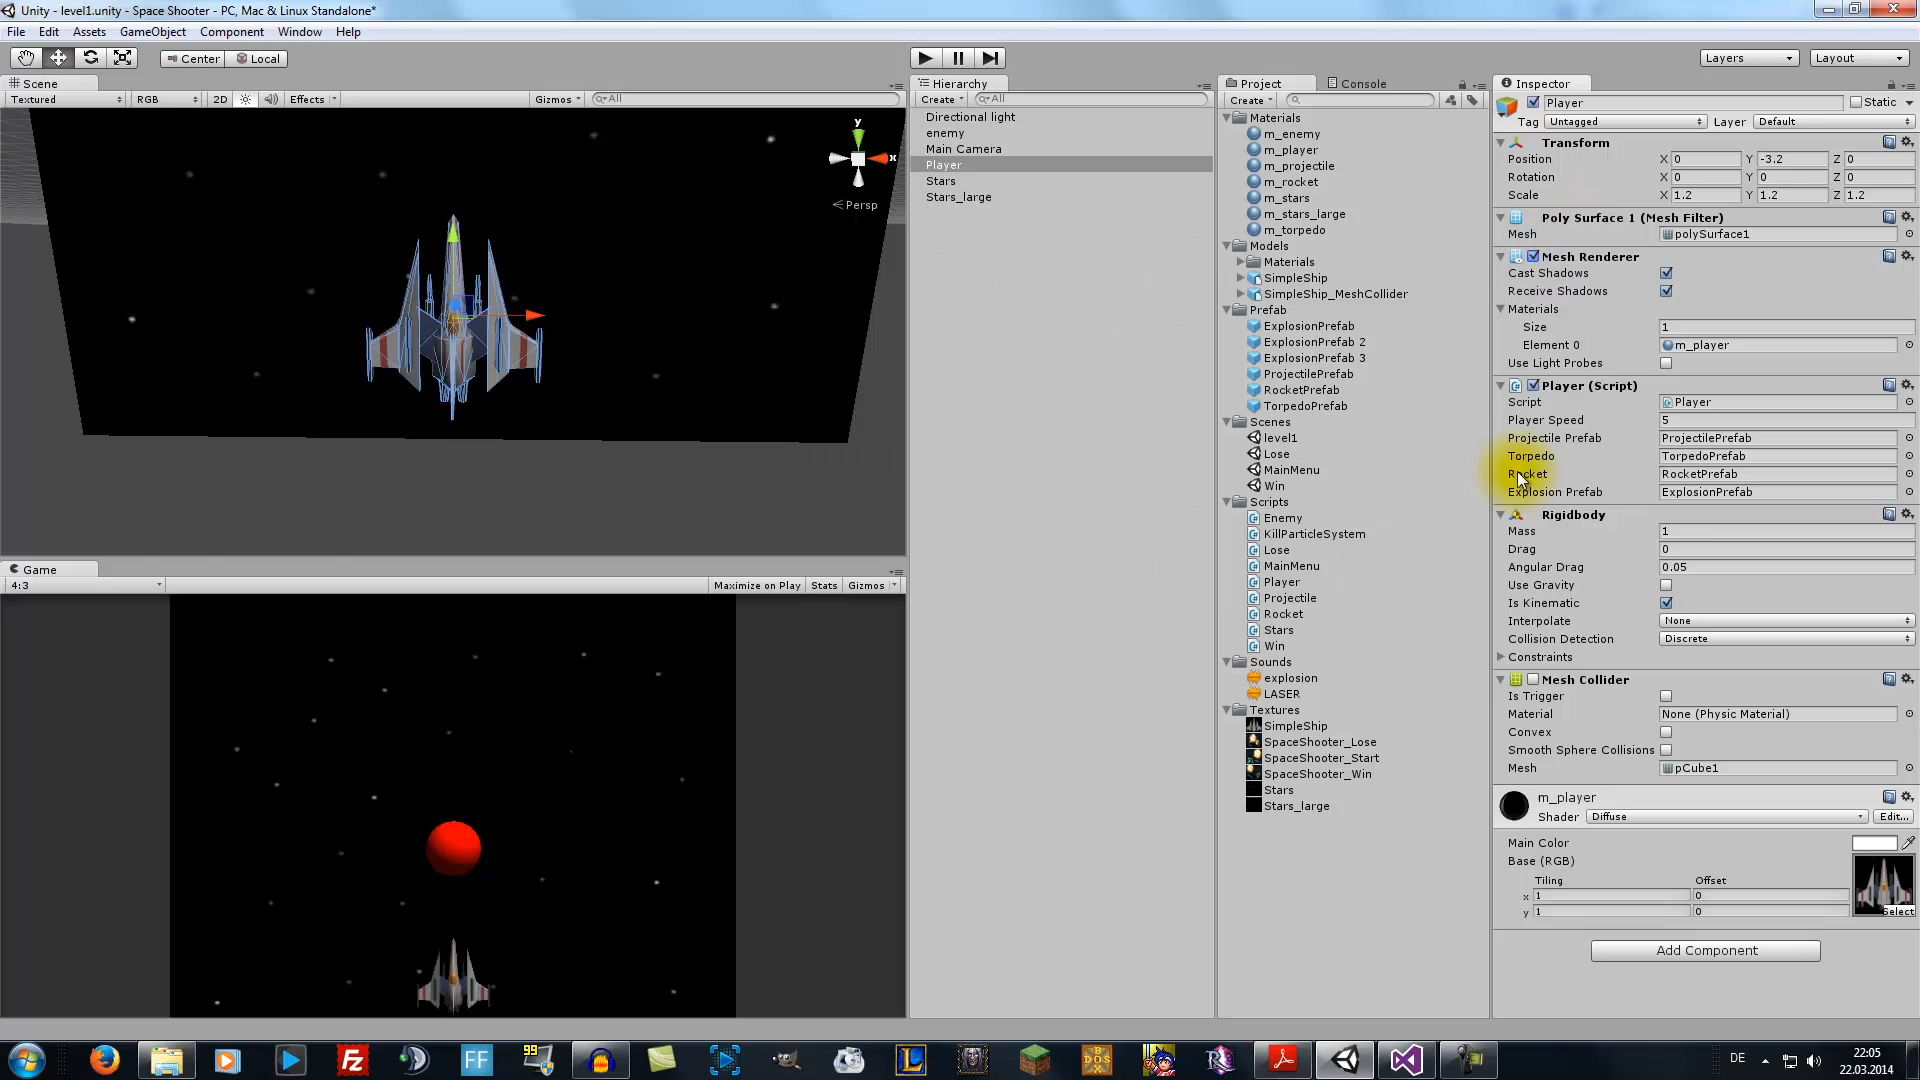 Unity - level1.unity - Space Shooter - PC, Mac & Linux Standalone*
File Edit Assets GameObject Component Window Help
Center Local
Layers Layout
Scene
Textured RGB 2D Effects Gizmos All
y
x
Persp
Game
4:3 Maximize on Play Stats Gizmos
Hierarchy
Create All
Directional light
enemy
Main Camera
Player
Stars
Stars_large
Project Console
Create
Materials
m_enemy
m_player
m_projectile
m_rocket
m_stars
m_stars_large
m_torpedo
Models
Materials
SimpleShip
SimpleShip_MeshCollider
Prefab
ExplosionPrefab
ExplosionPrefab 2
ExplosionPrefab 3
ProjectilePrefab
RocketPrefab
TorpedoPrefab
Scenes
level1
Lose
MainMenu
Win
Scripts
Enemy
KillParticleSystem
Lose
MainMenu
Player
Projectile
Rocket
Stars
Win
Sounds
explosion
LASER
Textures
SimpleShip
SpaceShooter_Lose
SpaceShooter_Start
SpaceShooter_Win
Stars
Stars_large
Inspector
Player Static
Tag Untagged Layer Default
Transform
Position X 0 Y -3.2 Z 0
Rotation X 0 Y 0 Z 0
Scale X 1.2 Y 1.2 Z 1.2
Poly Surface 1 (Mesh Filter)
Mesh polySurface1
Mesh Renderer
Cast Shadows
Receive Shadows
Materials
Size 1
Element 0 m_player
Use Light Probes
Player (Script)
Script Player
Player Speed 5
Projectile Prefab ProjectilePrefab
Torpedo TorpedoPrefab
Rocket RocketPrefab
Explosion Prefab ExplosionPrefab
Rigidbody
Mass 1
Drag 0
Angular Drag 0.05
Use Gravity
Is Kinematic
Interpolate None
Collision Detection Discrete
Constraints
Mesh Collider
Is Trigger
Material None (Physic Material)
Convex
Smooth Sphere Collisions
Mesh pCube1
m_player
Shader Diffuse Edit...
Main Color
Base (RGB)
Tiling Offset
x 1 0
y 1 0
Select
Add Component
FF
99
DOS
DE
22:05
22.03.2014